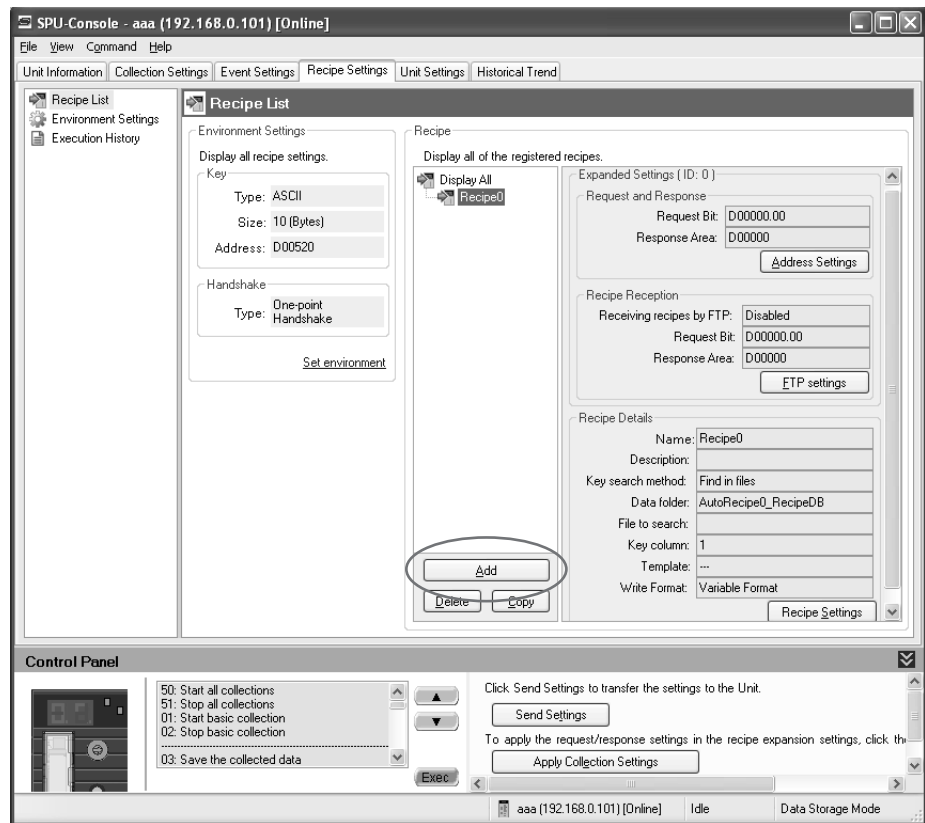 SPU-Console - aaa (192.168.0.101) [Online]
File View Command Help
Unit Information Collection Settings Event Settings Recipe Settings Unit Settings Historical Trend
Recipe List
Environment Settings
Execution History
Recipe List
Environment Settings
Display all recipe settings.
Key
Type: ASCII
Size: 10 (Bytes)
Address: D00520
Handshake
Type: One-point
Handshake
Set environment
Recipe
Display all of the registered recipes.
Display All
Recipe0
Add
Delete Copy
Expanded Settings ( ID: 0 )
Request and Response
Request Bit: D00000.00
Response Area: D00000
Address Settings
Recipe Reception
Receiving recipes by FTP: Disabled
Request Bit: D00000.00
Response Area: D00000
FTP settings
Recipe Details
Name: Recipe0
Description:
Key search method: Find in files
Data folder: AutoRecipe0_RecipeDB
File to search:
Key column: 1
Template: ---
Write Format: Variable Format
Recipe Settings
Control Panel
50: Start all collections
51: Stop all collections
01: Start basic collection
02: Stop basic collection
03: Save the collected data
Exec
Click Send Settings to transfer the settings to the Unit.
Send Settings
To apply the request/response settings in the recipe expansion settings, click
Apply Collection Settings
aaa (192.168.0.101) [Online] Idle Data Storage Mode